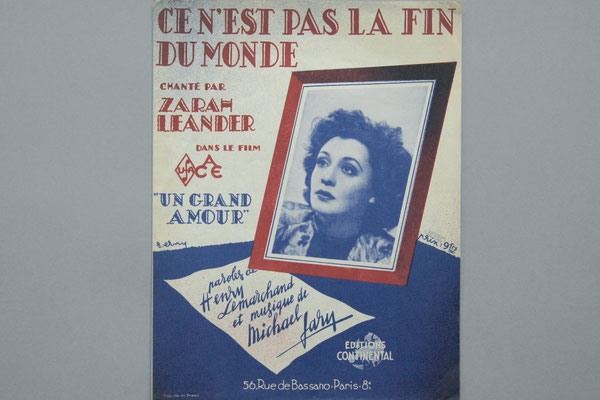 CE N'EST PAS LA FIN
DU MONDE
CHANTÉ PAR
ZARAH
LEANDER
DANS LE FILM
UFA
ACE
"UN GRAND
AMOUR"
paroles de
Henry
Lemarchand
et musique de
Michael
Jary
EDITIONS
CONTINENTAL
56, Rue de Bassano-Paris-8e